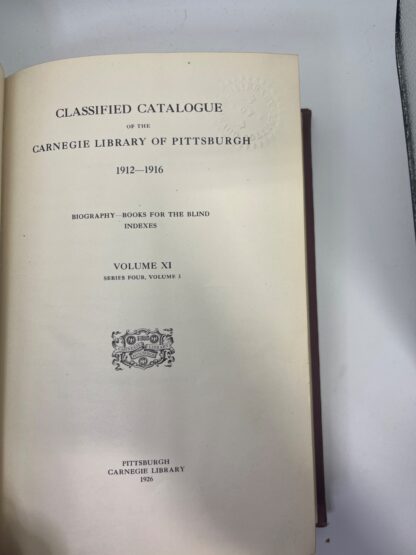 CLASSIFIED CATALOGUE
OF THE
CARNEGIE LIBRARY OF PITTSBURGH
1912—1916
BIOGRAPHY—BOOKS FOR THE BLIND
INDEXES
VOLUME XI
SERIES FOUR, VOLUME 3
PITTSBURGH
CARNEGIE LIBRARY
1926